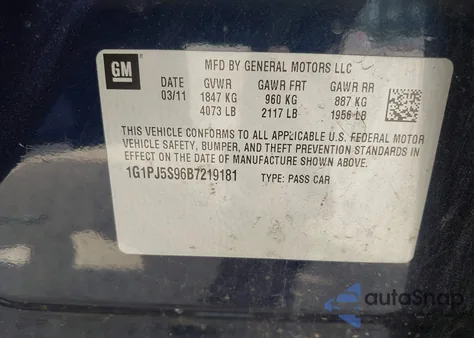 GM
MFD BY GENERAL MOTORS LLC
DATE GVWR GAWR FRT GAWR RR
03/11 1847 KG 960 KG 887 KG
4073 LB 2117 LB 1956 LB
THIS VEHICLE CONFORMS TO ALL APPLICABLE U.S. FEDERAL MOTOR
VEHICLE SAFETY, BUMPER, AND THEFT PREVENTION STANDARDS IN
EFFECT ON THE DATE OF MANUFACTURE SHOWN ABOVE.
1G1PJ5S96B7219181 TYPE: PASS CAR
autoSnap